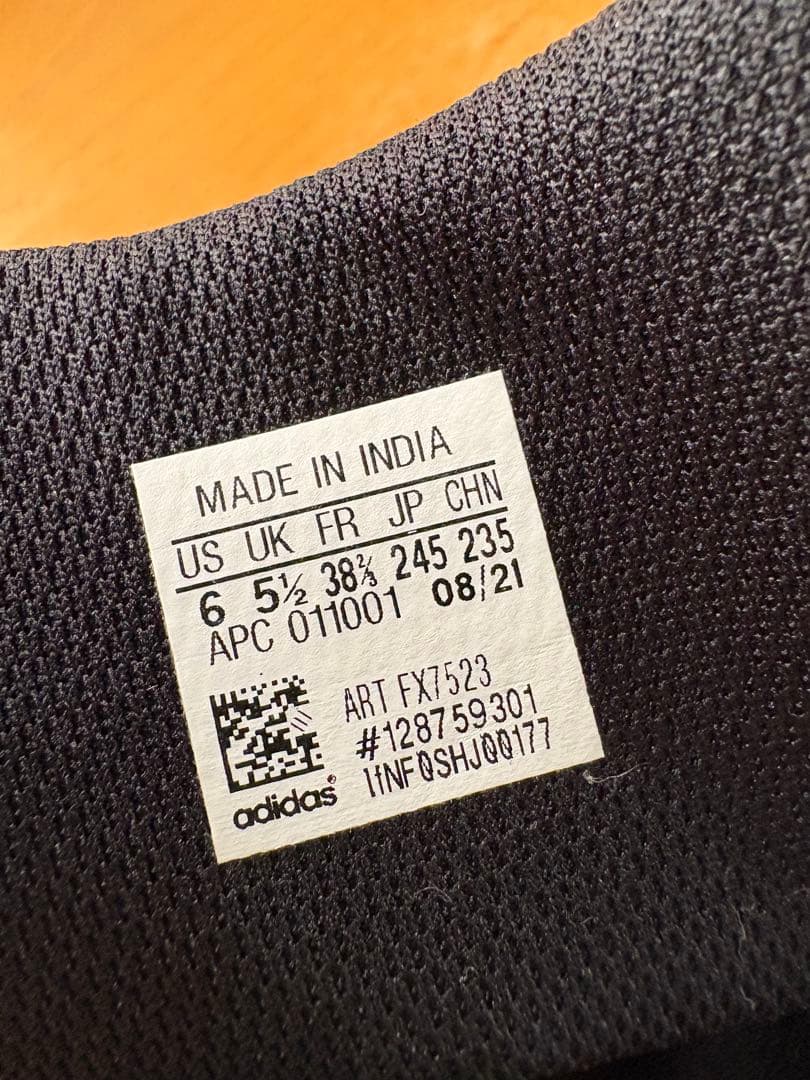 MADE IN INDIA
US UK FR JP CHN
6 5½ 38⅔ 245 235
APC 011001 08/21
ART FX7523
#128759301
adidas®